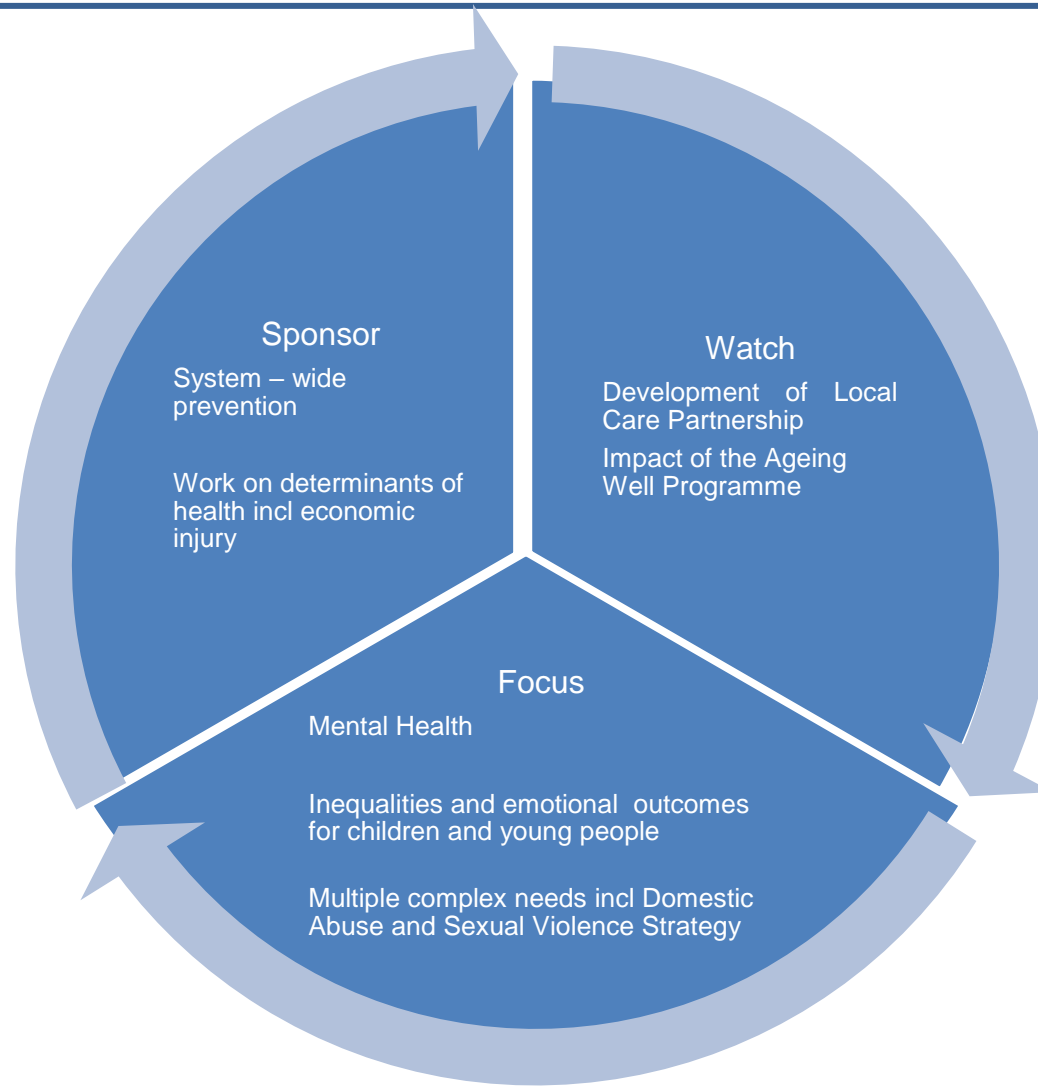 Sponsor
System – wide
prevention
Work on determinants of
health incl economic
injury
Watch
Development of Local
Care Partnership
Impact of the Ageing
Well Programme
Focus
Mental Health
Inequalities and emotional outcomes
for children and young people
Multiple complex needs incl Domestic
Abuse and Sexual Violence Strategy